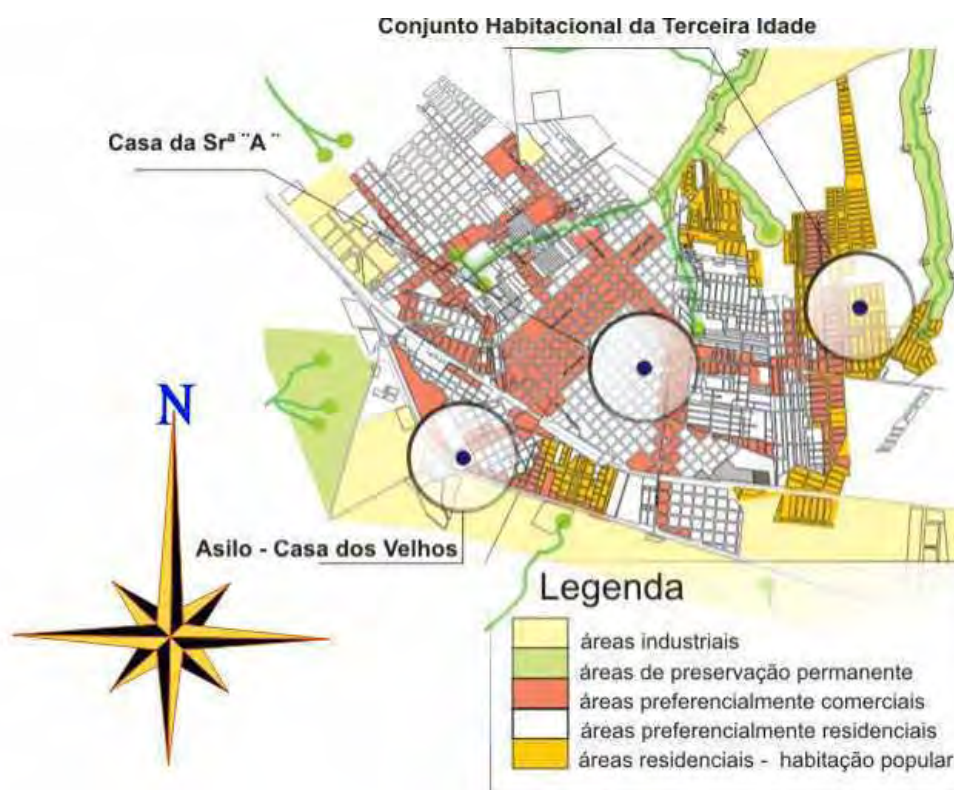 Conjunto Habitacional da Terceira Idade
Casa da Srª ¨A¨
N
Asilo - Casa dos Velhos
Legenda
áreas industriais
áreas de preservação permanente
áreas preferencialmente comerciais
áreas preferencialmente residenciais
áreas residenciais - habitação popular